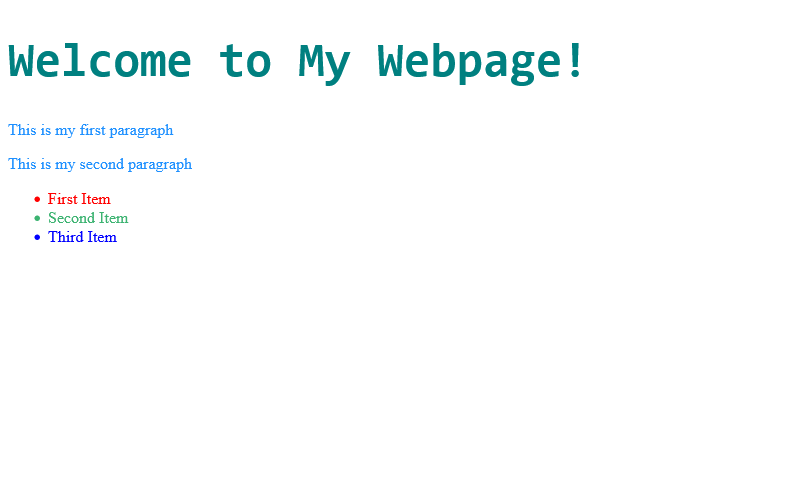 Welcome to My Webpage!
This is my first paragraph
This is my second paragraph
First Item
Second Item
Third Item